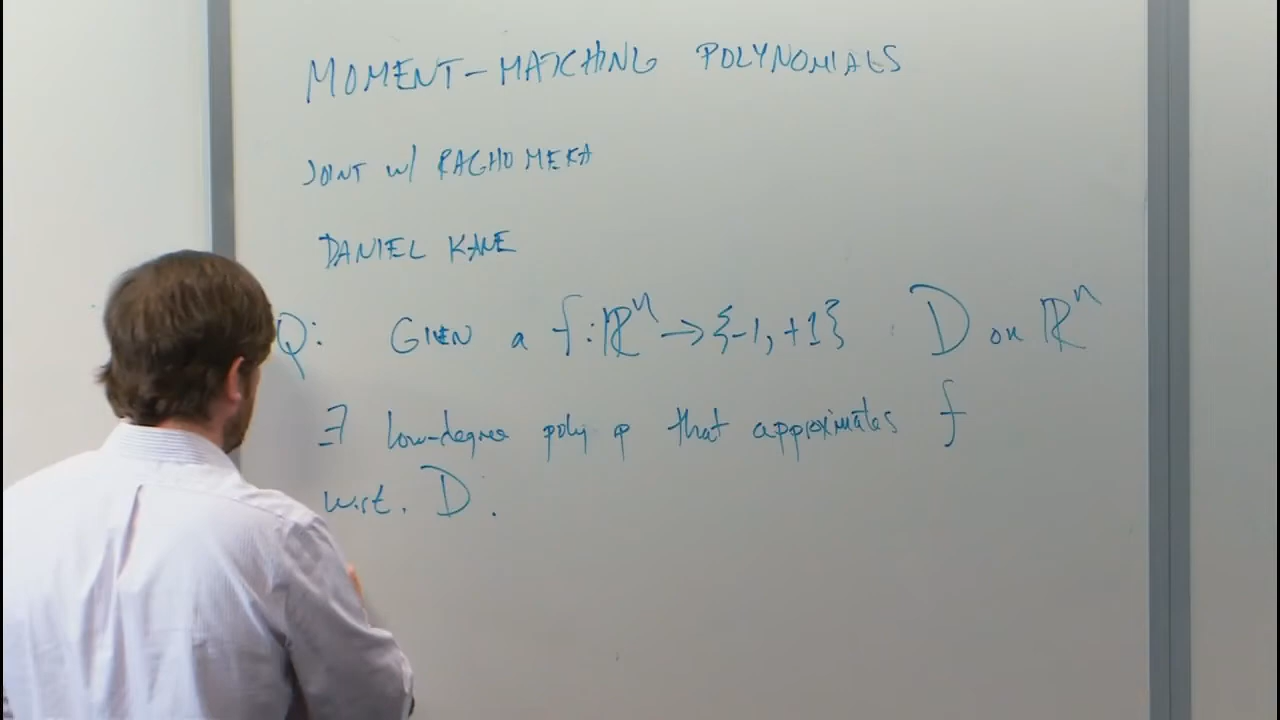 MOMENT-MATCHING POLYNOMIALS
JOINT w/ RAGHU MEKA
DANIEL KANE
Q: GIVEN a f: ℝⁿ → {-1, +1} D on ℝⁿ
∃ low-degree poly p that approximates f
w.r.t. D.